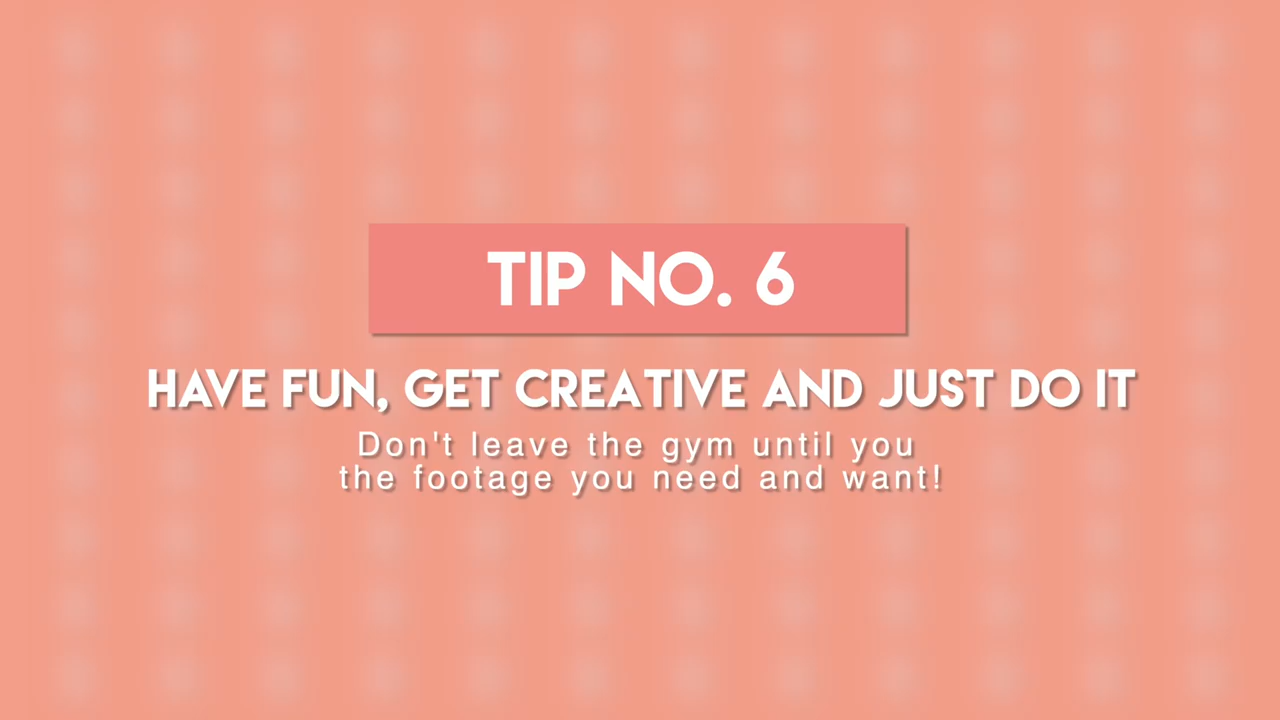 TIP NO. 6
HAVE FUN, GET CREATIVE AND JUST DO IT
Don't leave the gym until you
the footage you need and want!